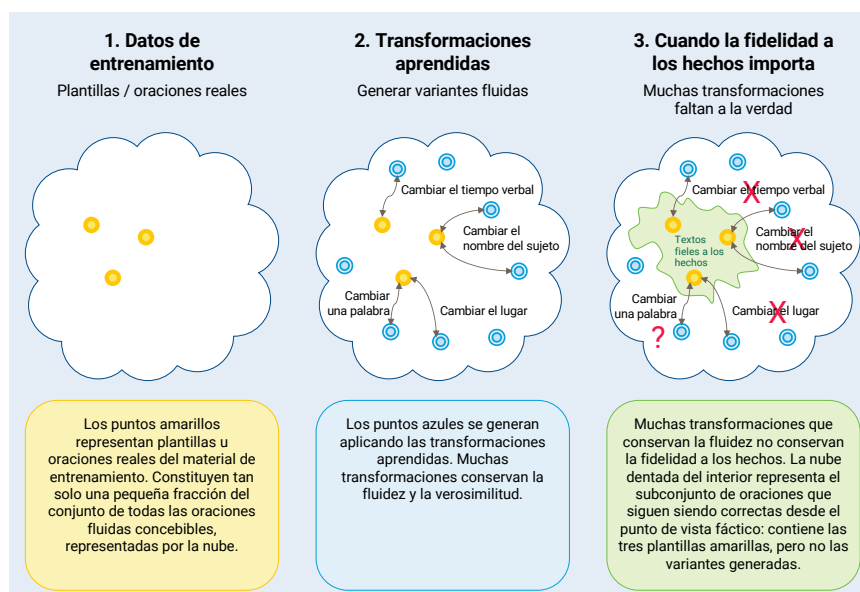 1. Datos de
entrenamiento
Plantillas / oraciones reales
2. Transformaciones
aprendidas
Generar variantes fluidas
Cambiar el tiempo verbal
Cambiar el
nombre del sujeto
Cambiar
una palabra
Cambiar el lugar
3. Cuando la fidelidad a
los hechos importa
Muchas transformaciones
faltan a la verdad
Cambiar el tiempo verbal
X
Cambiar el
nombre del sujeto
X
Textos
fieles a los
hechos
Cambiar
una palabra
?
Cambiar el lugar
X
Los puntos amarillos
representan plantillas u
oraciones reales del material de
entrenamiento. Constituyen tan
solo una pequeña fracción del
conjunto de todas las oraciones
fluidas concebibles,
representadas por la nube.
Los puntos azules se generan
aplicando las transformaciones
aprendidas. Muchas
transformaciones conservan la
fluidez y la verosimilitud.
Muchas transformaciones que
conservan la fluidez no conservan
la fidelidad a los hechos. La nube
dentada del interior representa el
subconjunto de oraciones que
siguen siendo correctas desde el
punto de vista fáctico: contiene las
tres plantillas amarillas, pero no las
variantes generadas.